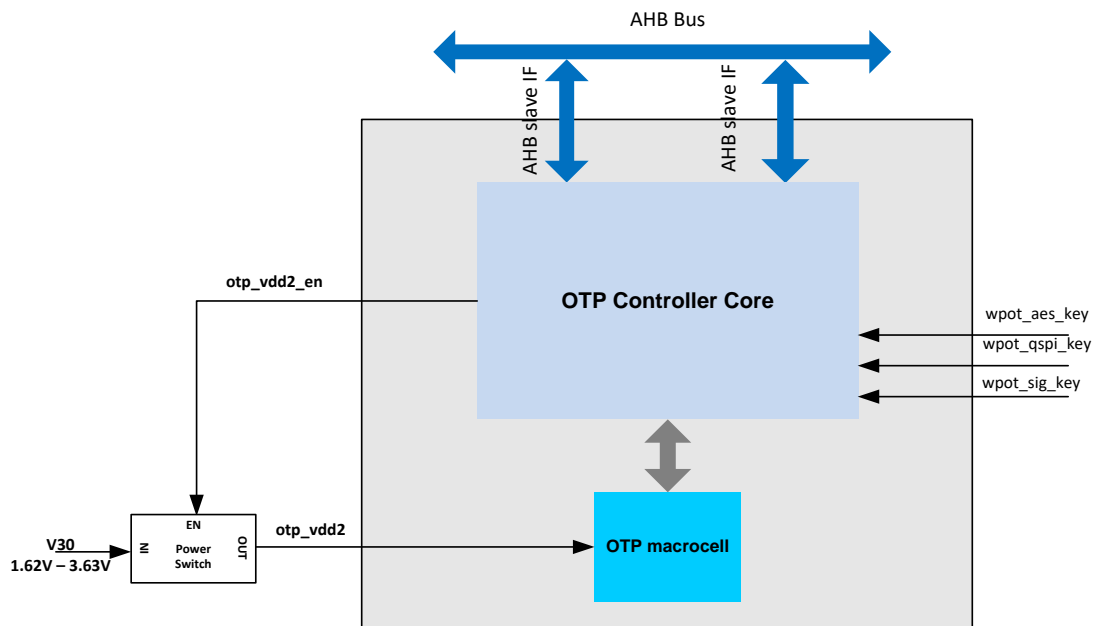 AHB Bus
AHB slave IF
AHB slave IF
OTP Controller Core
otp_vdd2_en
wpot_aes_key
wpot_qspi_key
wpot_sig_key
EN
IN
Power
Switch
OUT
V30
1.62V – 3.63V
otp_vdd2
OTP macrocell